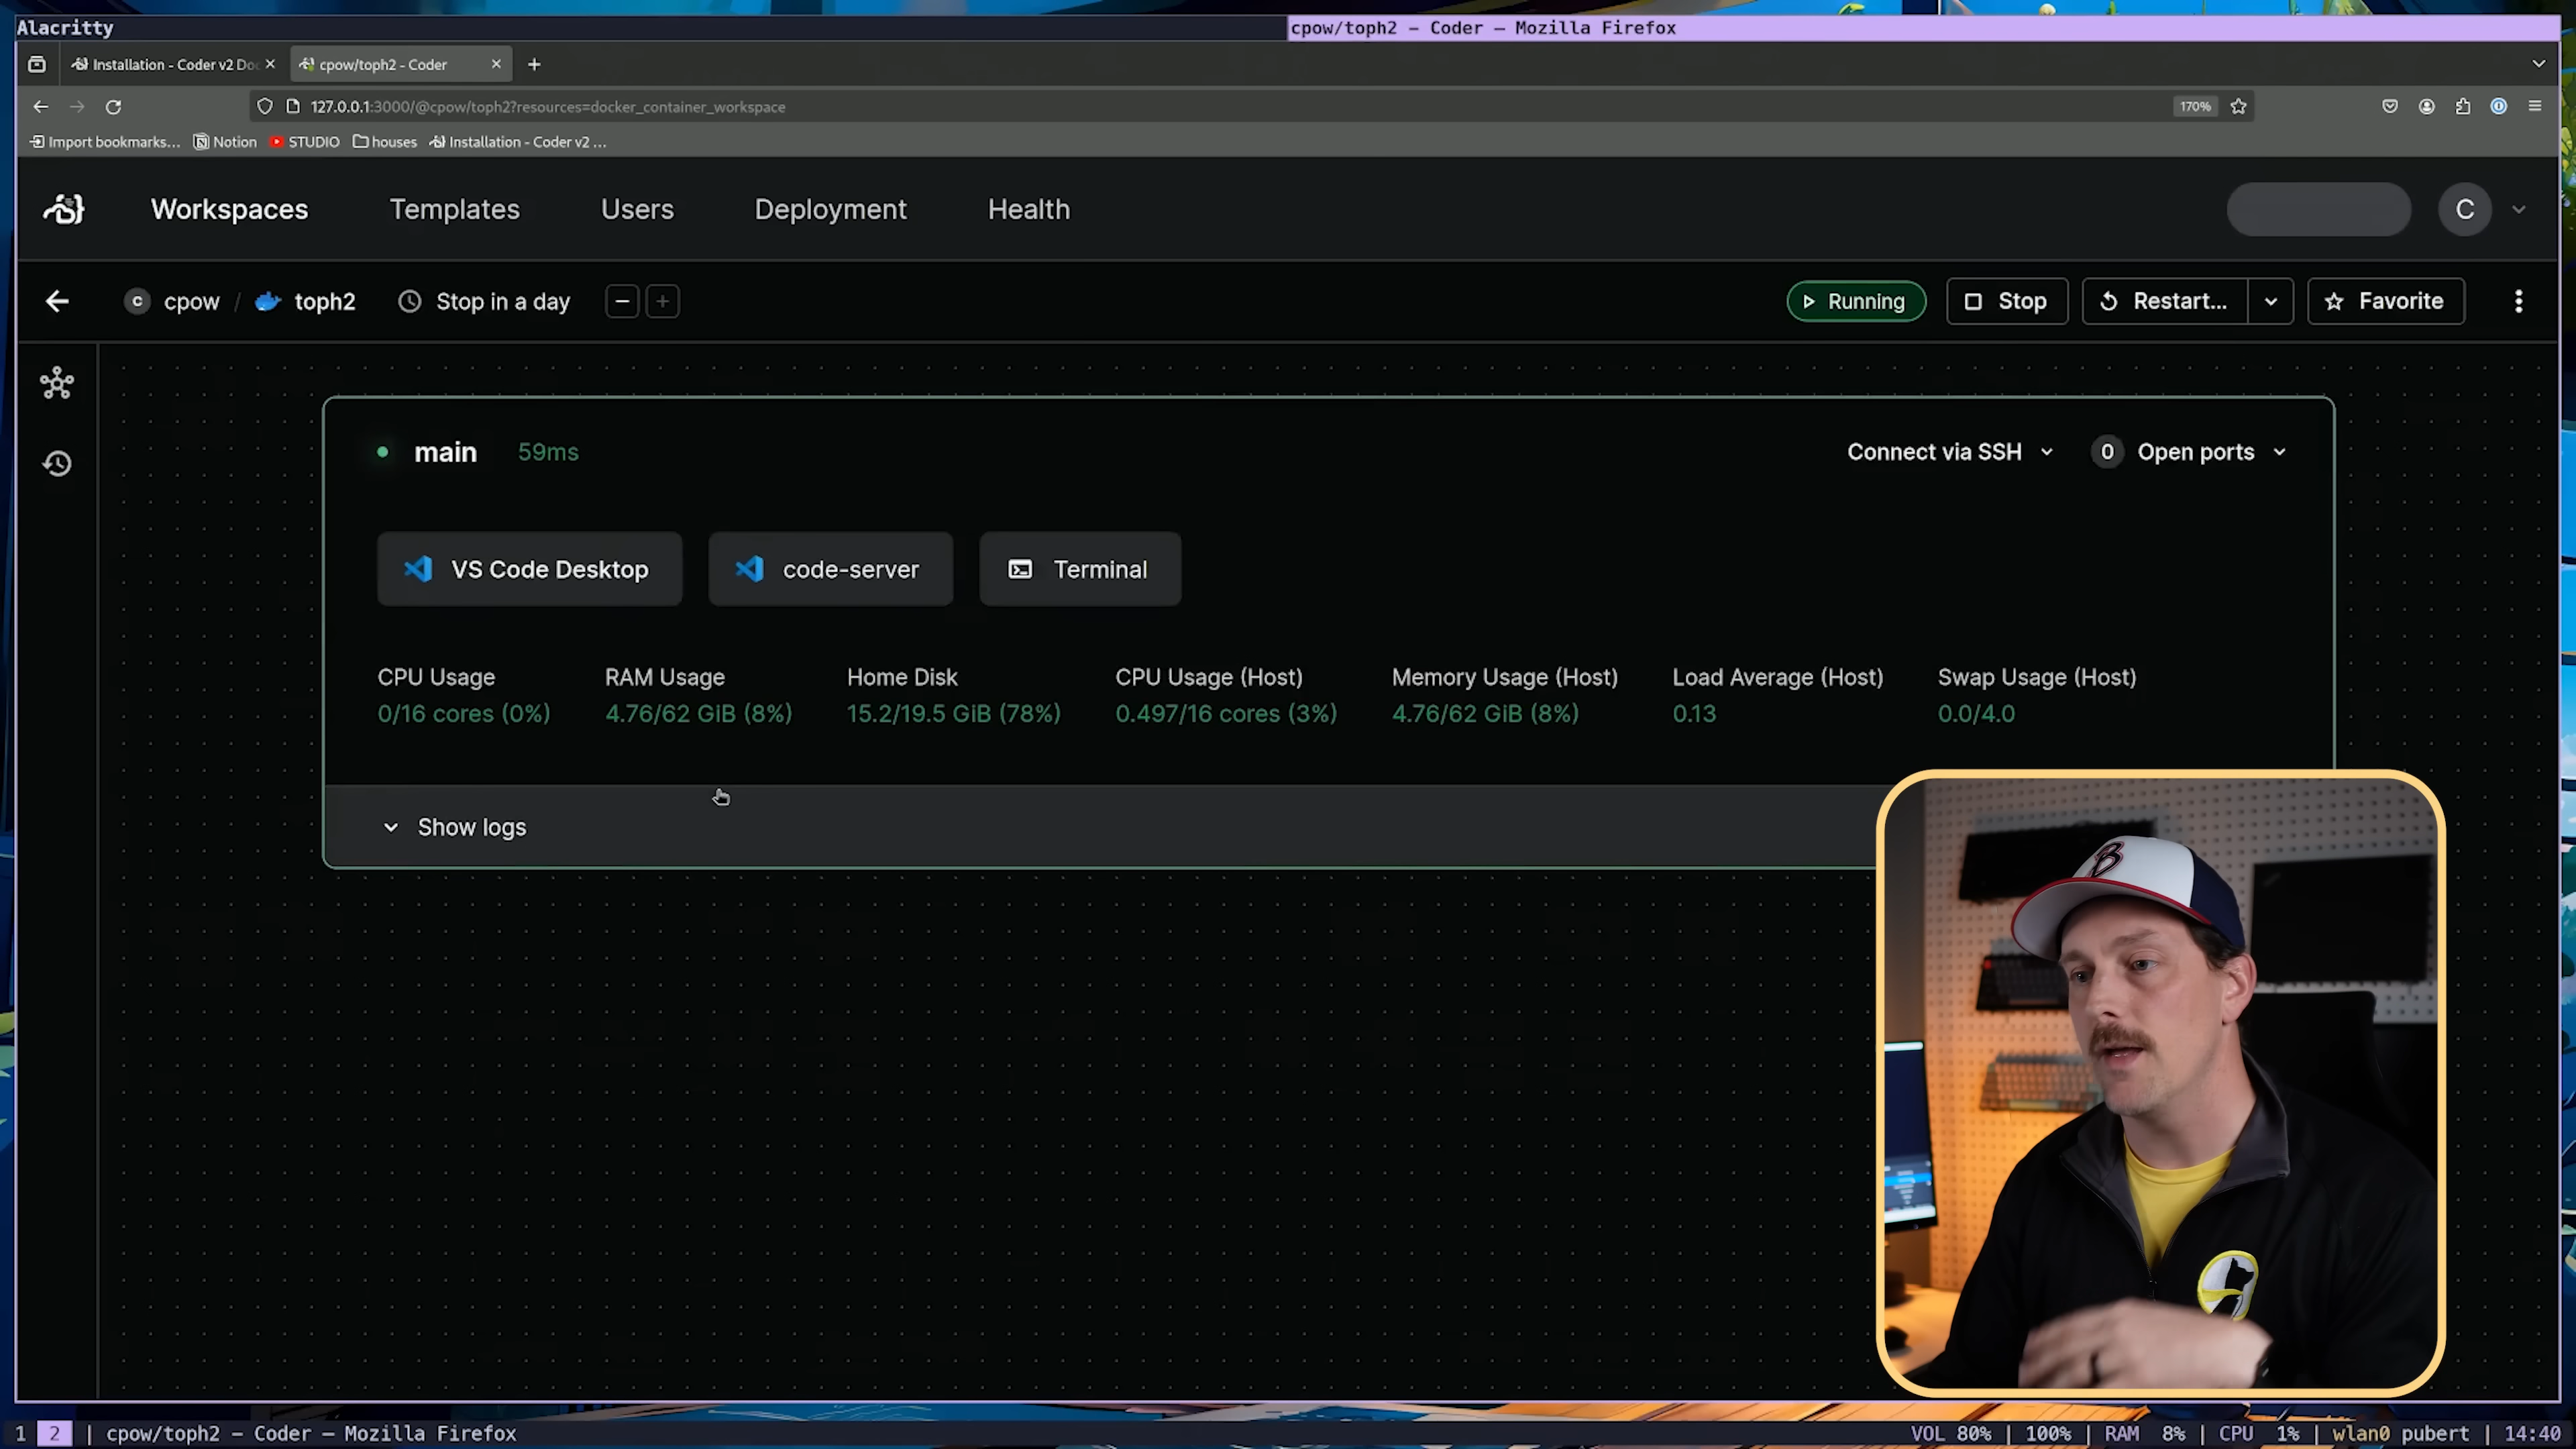 Alacritty
cpow/toph2 — Coder — Mozilla Firefox
Installation - Coder v2 Do
cpow/toph2 - Coder
127.0.0.1:3000/@cpow/toph2?resources=docker_container_workspace
170%
Import bookmarks... Notion STUDIO houses Installation - Coder v2 ...
Workspaces Templates Users Deployment Health
C
C cpow / toph2 Stop in a day
Running Stop Restart... Favorite
main 59ms
Connect via SSH 0 Open ports
VS Code Desktop code-server Terminal
CPU Usage RAM Usage Home Disk CPU Usage (Host) Memory Usage (Host) Load Average (Host) Swap Usage (Host)
0/16 cores (0%) 4.76/62 GiB (8%) 15.2/19.5 GiB (78%) 0.497/16 cores (3%) 4.76/62 GiB (8%) 0.13 0.0/4.0
Show logs
B
1 2 | cpow/toph2 — Coder — Mozilla Firefox
VOL 80% | 100% | RAM 8% | CPU 1% | wlan0 pubert | 14:40